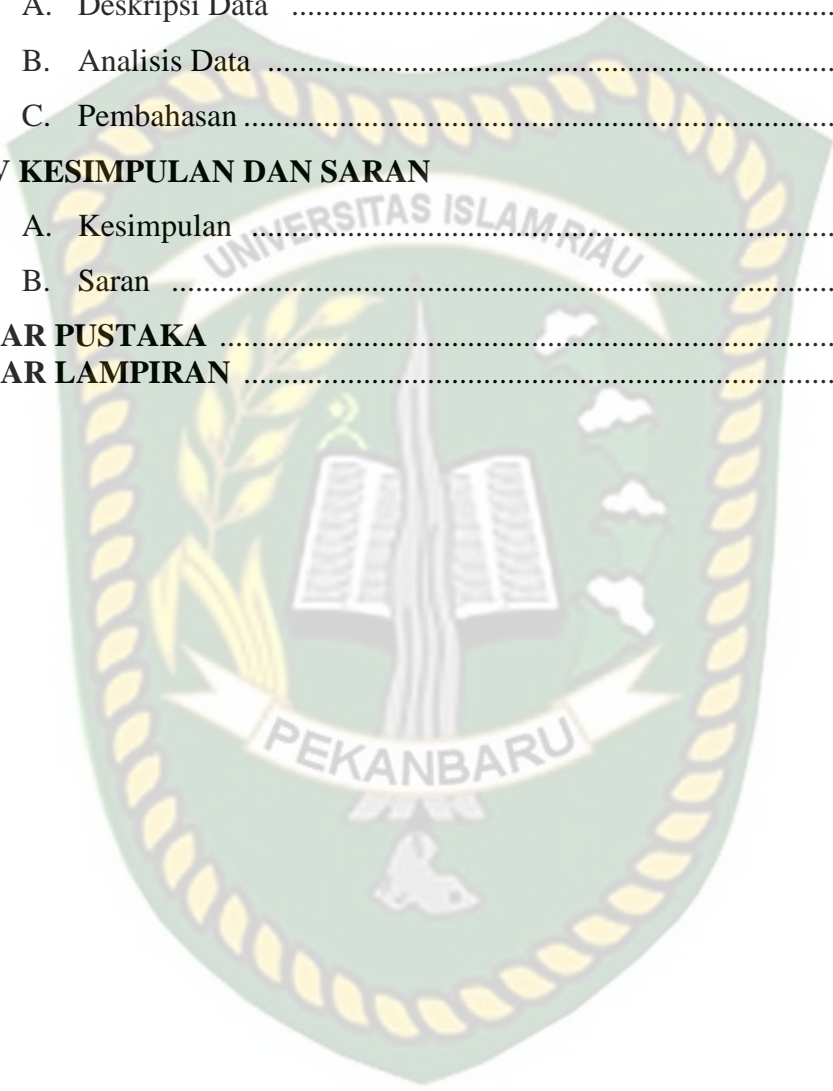 A. Deskripsi Data ........................................................................
B. Analisis Data ........................................................................
C. Pembahasan ........................................................................
V KESIMPULAN DAN SARAN
UNIVERSITAS ISLAM RIAU
A. Kesimpulan ........................................................................
B. Saran ........................................................................
AR PUSTAKA ........................................................................
AR LAMPIRAN ........................................................................
PEKANBARU